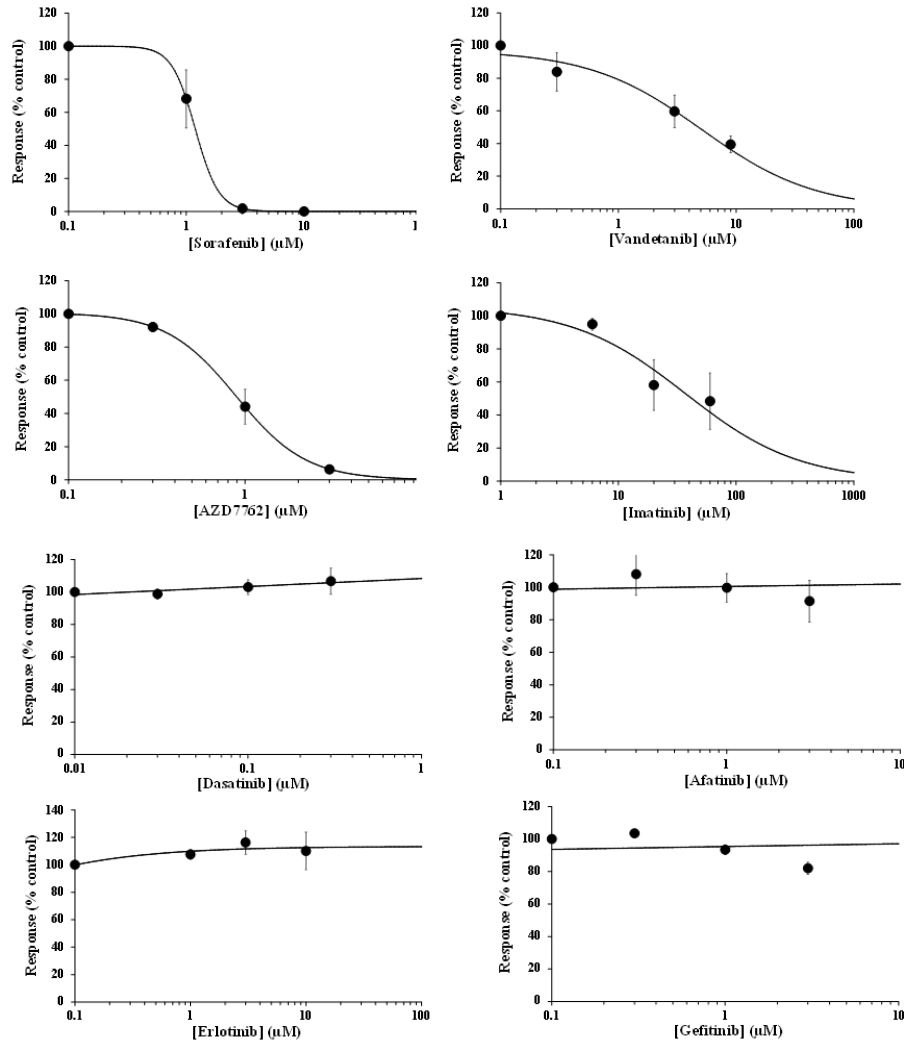 Response (% control)
120
100
80
60
40
20
0
0.1 1 10 1
[Sorafenib] (µM)
Response (% control)
120
100
80
60
40
20
0
0.1 1 10 100
[Vandetanib] (µM)
Response (% control)
120
100
80
60
40
20
0
0.1 1
[AZD7762] (µM)
Response (% control)
120
100
80
60
40
20
0
1 10 100 1000
[Imatinib] (µM)
Response (% control)
120
100
80
60
40
20
0
0.01 0.1 1
[Dasatinib] (µM)
Response (% control)
120
100
80
60
40
20
0
0.1 1 10
[Afatinib] (µM)
Response (% control)
140
120
100
80
60
40
20
0
0.1 1 10 100
[Erlotinib] (µM)
Response (% control)
120
100
80
60
40
20
0
0.1 1 10
[Gefitinib] (µM)